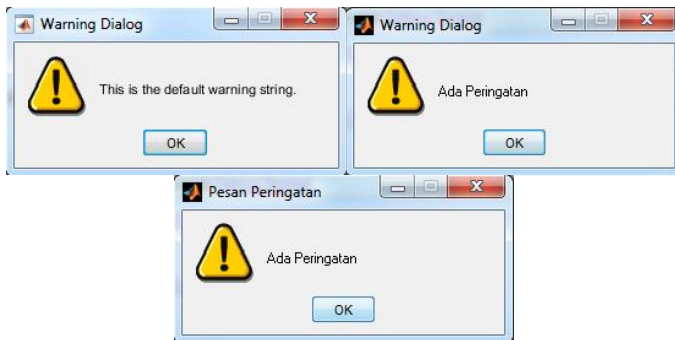 Warning Dialog
This is the default warning string.
OK
Warning Dialog
Ada Peringatan
OK
Pesan Peringatan
Ada Peringatan
OK